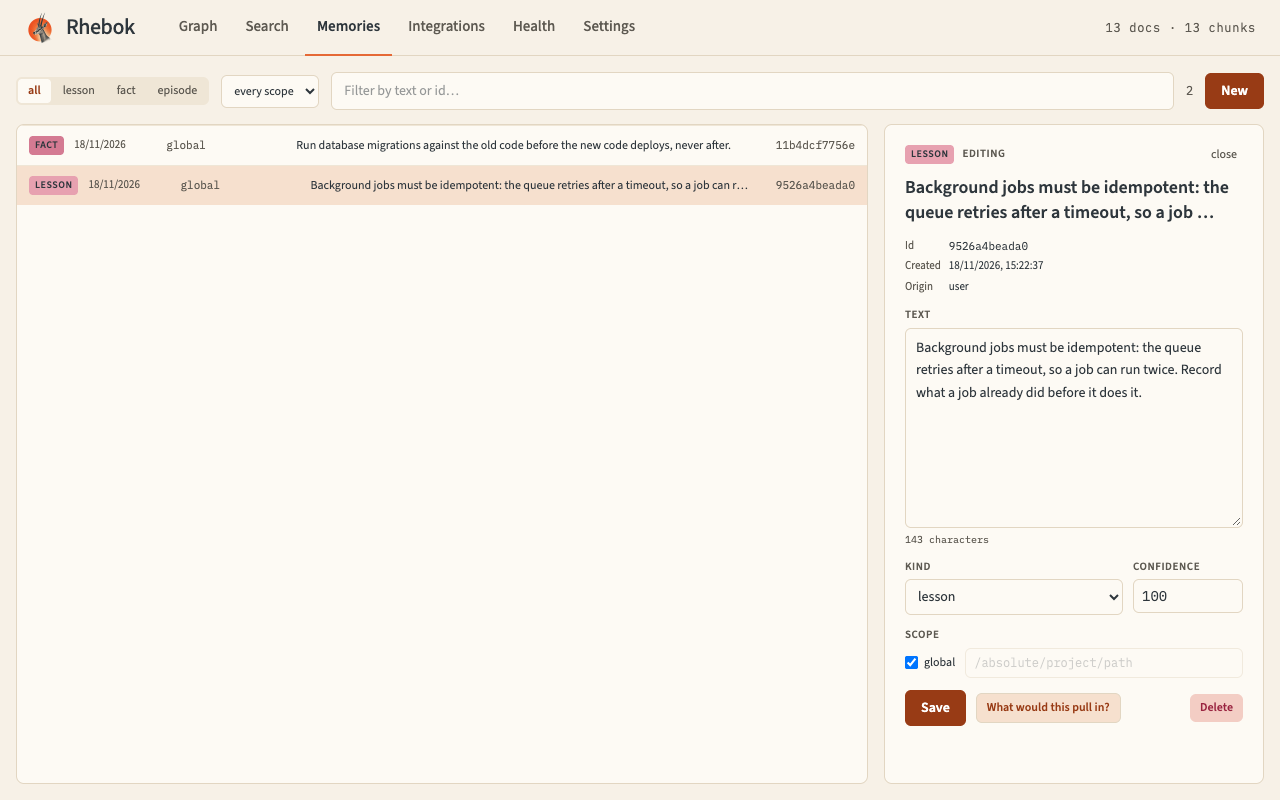 Rhebok
Graph Search Memories Integrations Health Settings
13 docs · 13 chunks
all lesson fact episode
every scope
Filter by text or id…
2
New
FACT 18/11/2026 global Run database migrations against the old code before the new code deploys, never after. 11b4dcf7756e
LESSON 18/11/2026 global Background jobs must be idempotent: the queue retries after a timeout, so a job can r… 9526a4beada0
LESSON EDITING close
Background jobs must be idempotent: the
queue retries after a timeout, so a job …
Id 9526a4beada0
Created 18/11/2026, 15:22:37
Origin user
TEXT
Background jobs must be idempotent: the queue
retries after a timeout, so a job can run twice. Record
what a job already did before it does it.
143 characters
KIND CONFIDENCE
lesson 100
SCOPE
global /absolute/project/path
Save What would this pull in? Delete